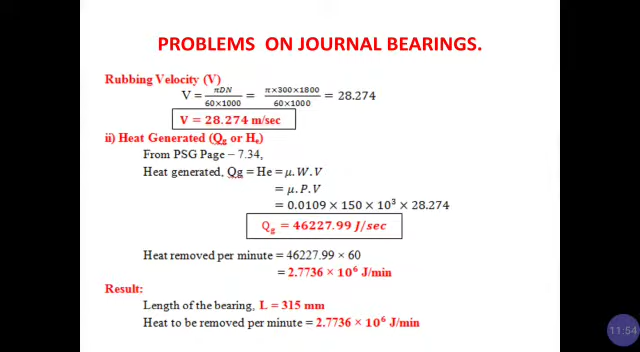 PROBLEMS ON JOURNAL BEARINGS.
Rubbing Velocity (V)
V = πDN/60×1000 = π×300×1800/60×1000 = 28.274
V = 28.274 m/sec
ii) Heat Generated (Qg or He)
From PSG Page – 7.34,
Heat generated, Qg = He = μ.W.V
= μ.P.V
= 0.0109 × 150 × 10³ × 28.274
Qg = 46227.99 J/sec
Heat removed per minute = 46227.99 × 60
= 2.7736 × 10⁶ J/min
Result:
Length of the bearing, L = 315 mm
Heat to be removed per minute = 2.7736 × 10⁶ J/min
11:54